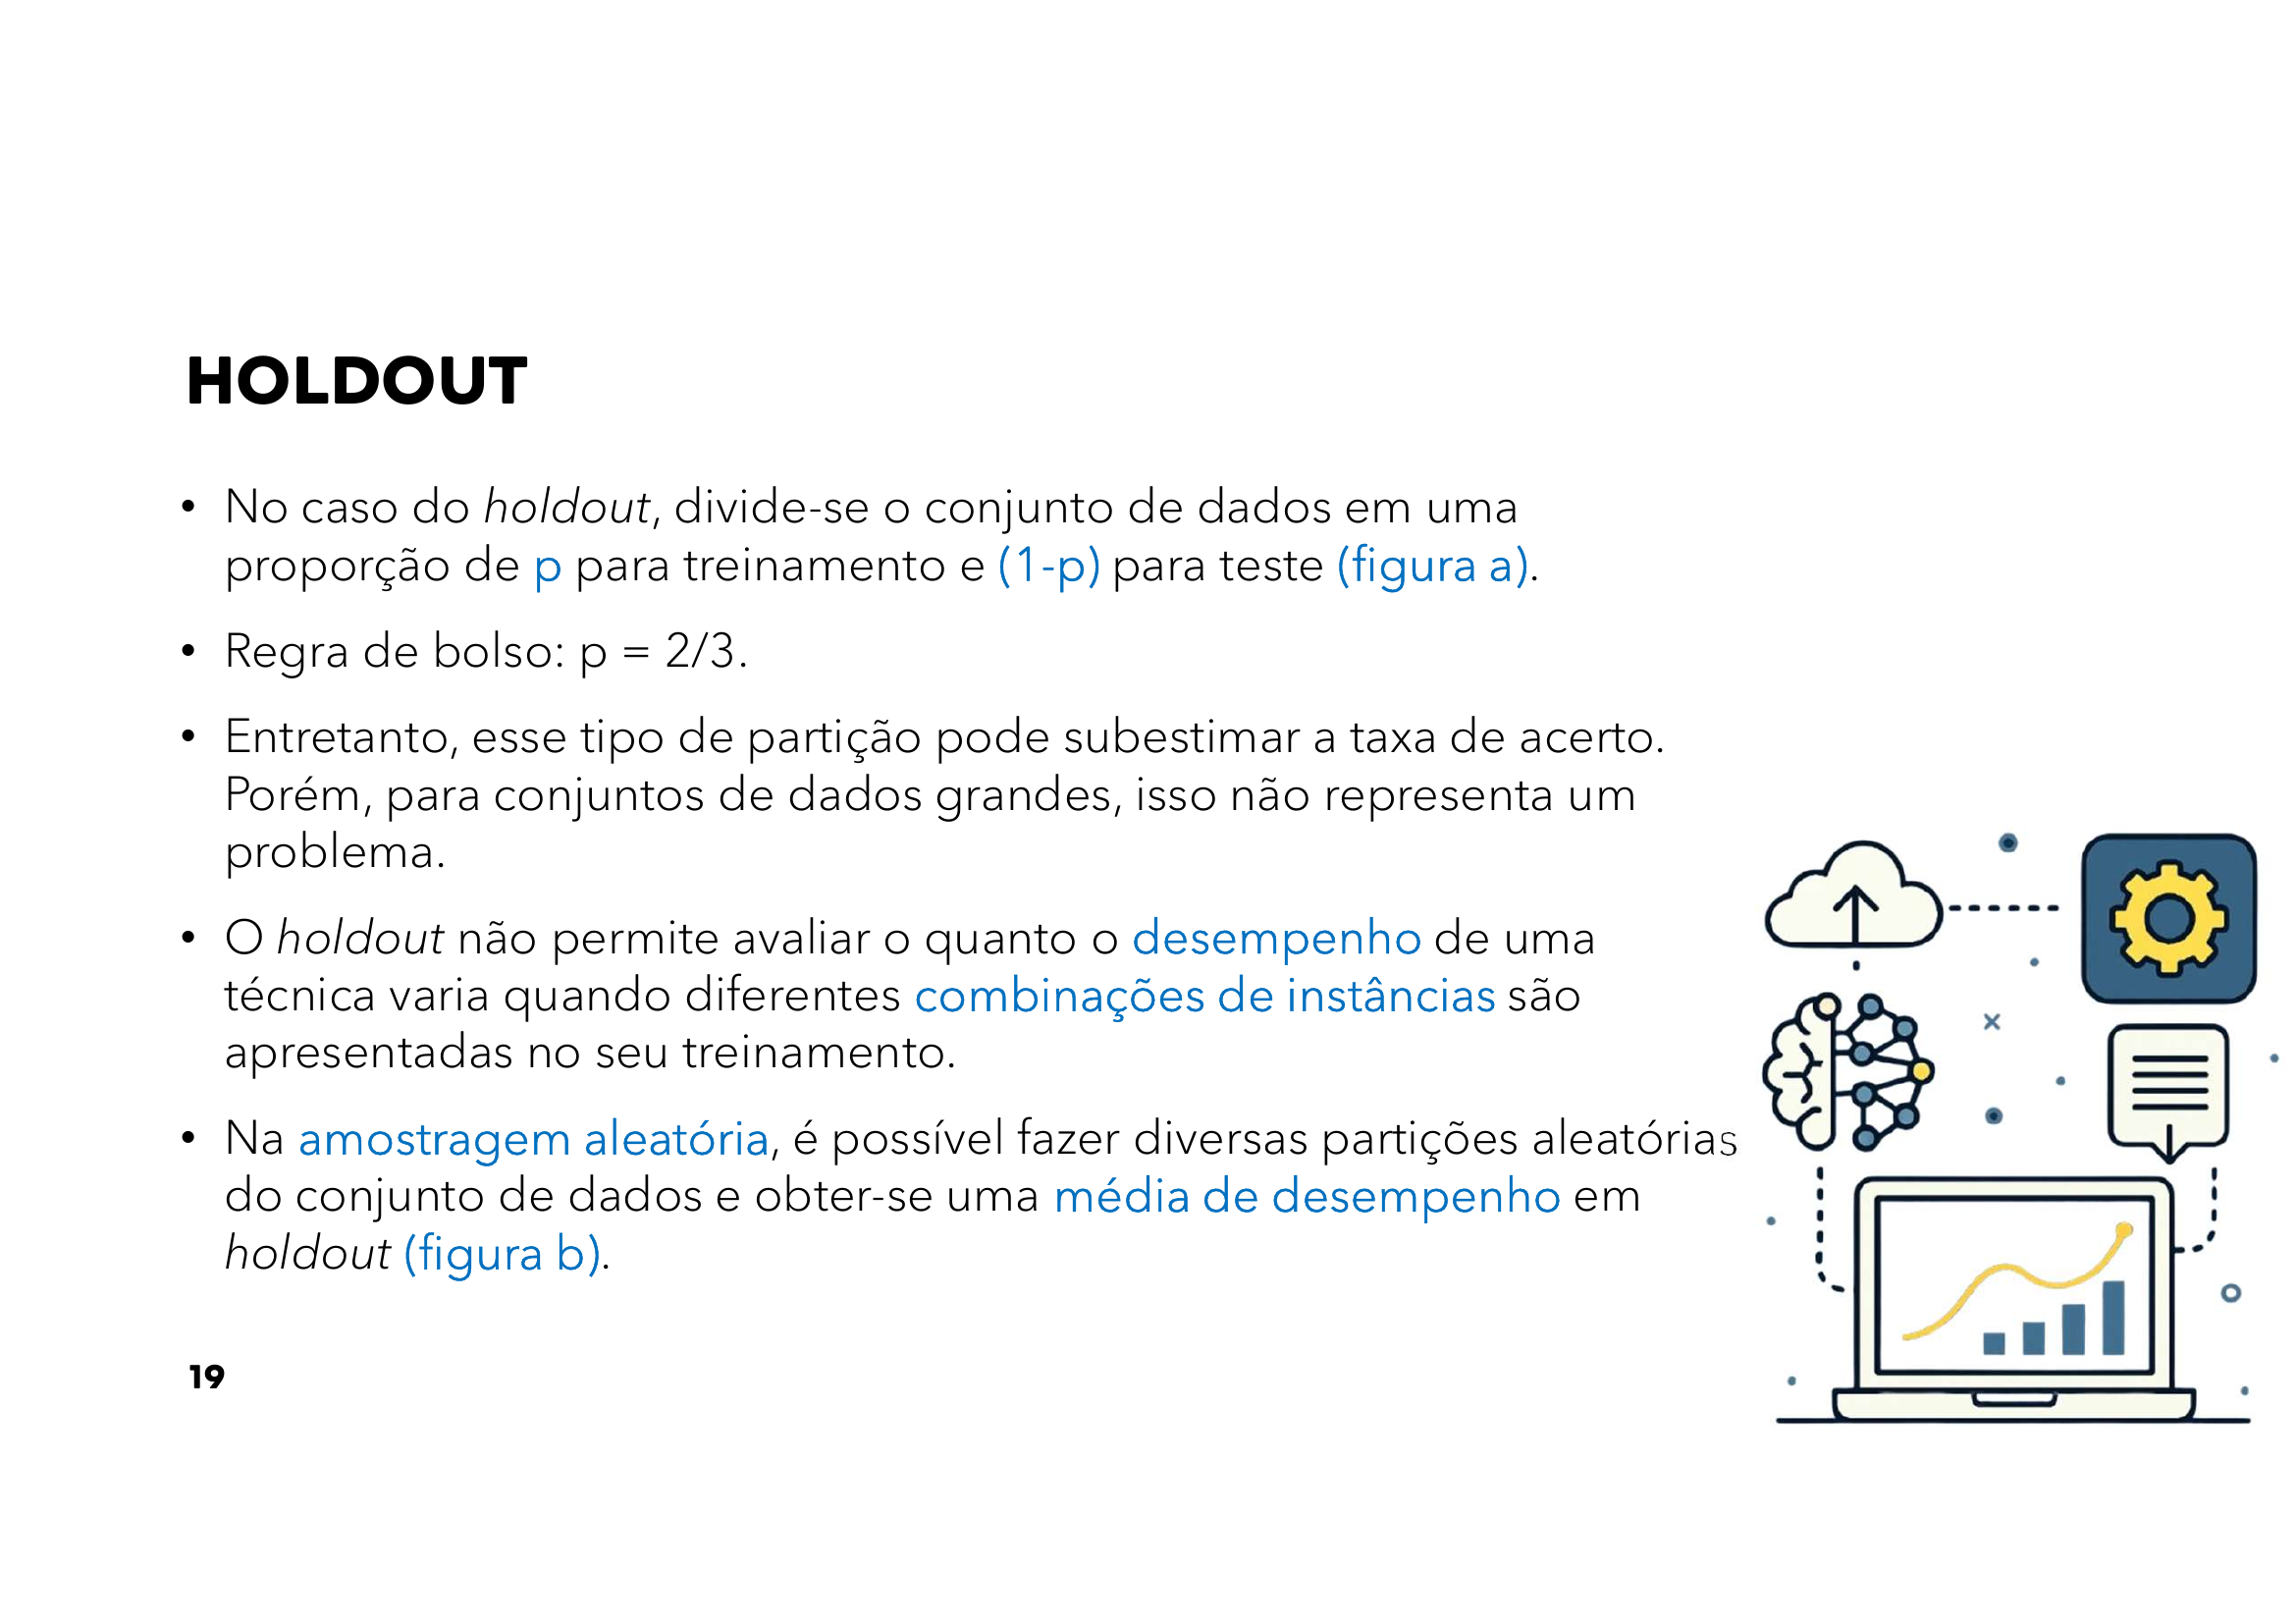 HOLDOUT
• No caso do holdout, divide-se o conjunto de dados em uma
proporção de p para treinamento e (1-p) para teste (figura a).
• Regra de bolso: p = 2/3.
• Entretanto, esse tipo de partição pode subestimar a taxa de acerto.
Porém, para conjuntos de dados grandes, isso não representa um
problema.
• O holdout não permite avaliar o quanto o desempenho de uma
técnica varia quando diferentes combinações de instâncias são
apresentadas no seu treinamento.
• Na amostragem aleatória, é possível fazer diversas partições aleatórias
do conjunto de dados e obter-se uma média de desempenho em
holdout (figura b).
19